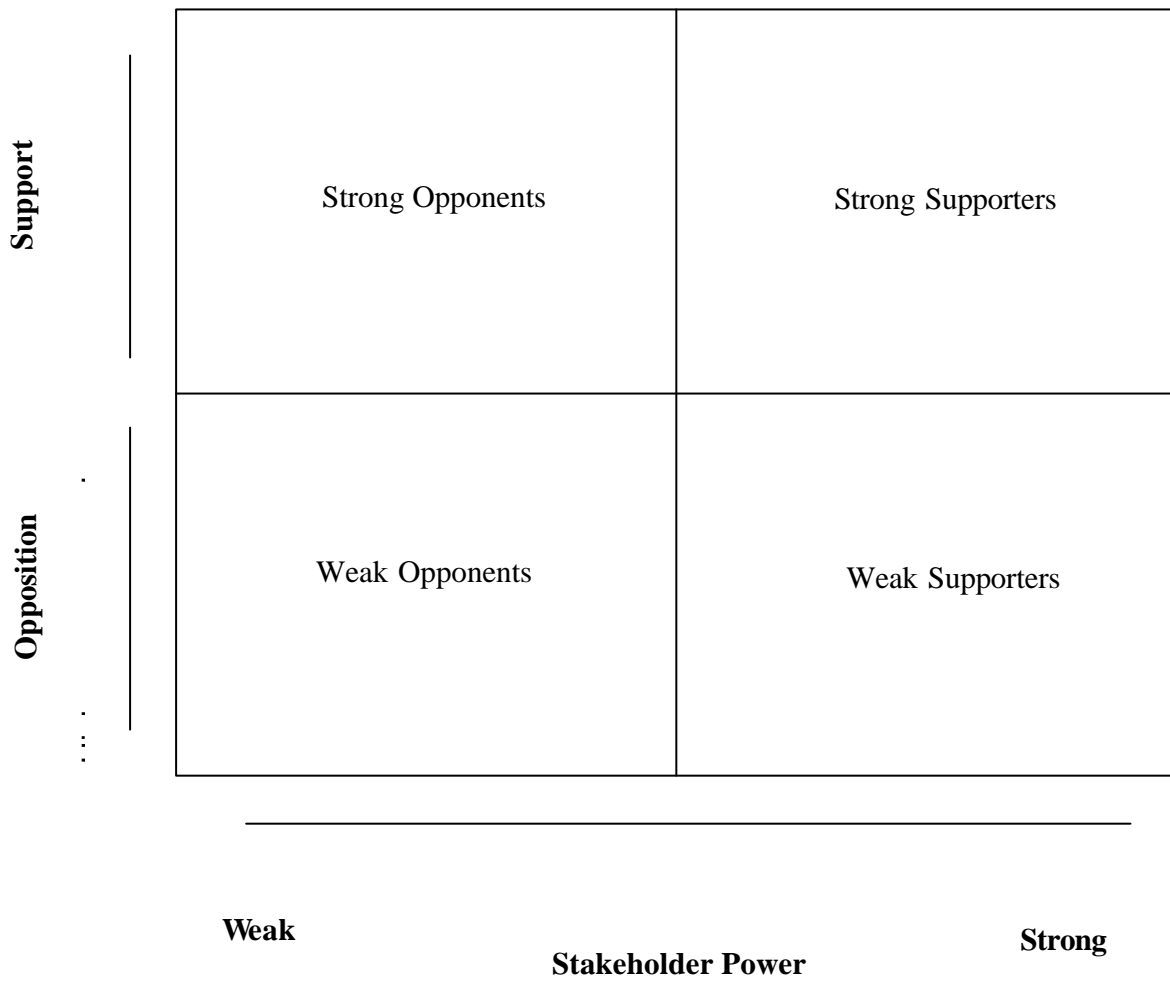 Support
Strong Opponents
Strong Supporters
Opposition
Weak Opponents
Weak Supporters
Weak
Strong
Stakeholder Power